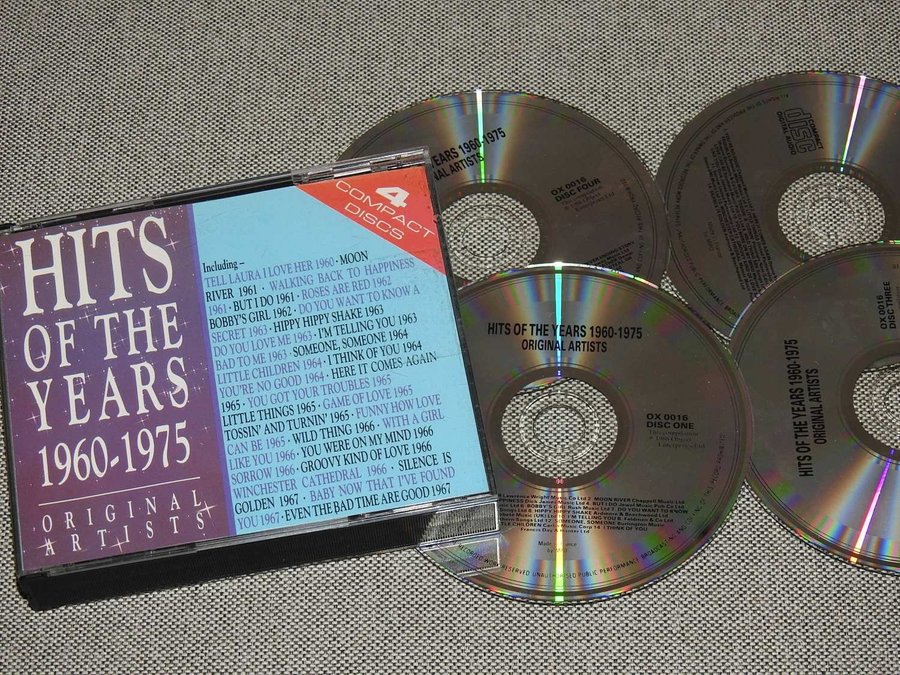 HITS
OF THE
YEARS
1960-1975
ORIGINAL
ARTISTS
4
COMPACT
DISCS
Including –
TELL LAURA I LOVE HER 1960 · MOON
RIVER 1961 · WALKING BACK TO HAPPINESS
1961 · BUT I DO 1961 · ROSES ARE RED 1962
BOBBY'S GIRL 1962 · DO YOU WANT TO KNOW A
SECRET 1963 · HIPPY HIPPY SHAKE 1963
DO YOU LOVE ME 1963 · I'M TELLING YOU 1963
BAD TO ME 1963 · SOMEONE, SOMEONE 1964
LITTLE CHILDREN 1964 · I THINK OF YOU 1964
YOU'RE NO GOOD 1964 · HERE IT COMES AGAIN
1965 · YOU GOT YOUR TROUBLES 1965
LITTLE THINGS 1965 · GAME OF LOVE 1965
TOSSIN' AND TURNIN' 1965 · FUNNY HOW LOVE
CAN BE 1965 · WILD THING 1966 · WITH A GIRL
LIKE YOU 1966 · YOU WERE ON MY MIND 1966
SORROW 1966 · GROOVY KIND OF LOVE 1966
WINCHESTER CATHEDRAL 1966 · SILENCE IS
GOLDEN 1967 · BABY NOW THAT I'VE FOUND
YOU 1967 · EVEN THE BAD TIME ARE GOOD 1967
YEARS 1960-1975
ARTISTS
OX 0016
DISC FOUR
COMPACT
disc
DIGITAL AUDIO
HITS OF THE YEARS 1960-1975
ORIGINAL ARTISTS
OX 0016
DISC ONE
HITS OF THE YEARS 1960-1975
ORIGINAL ARTISTS
OX 0016
DISC THREE